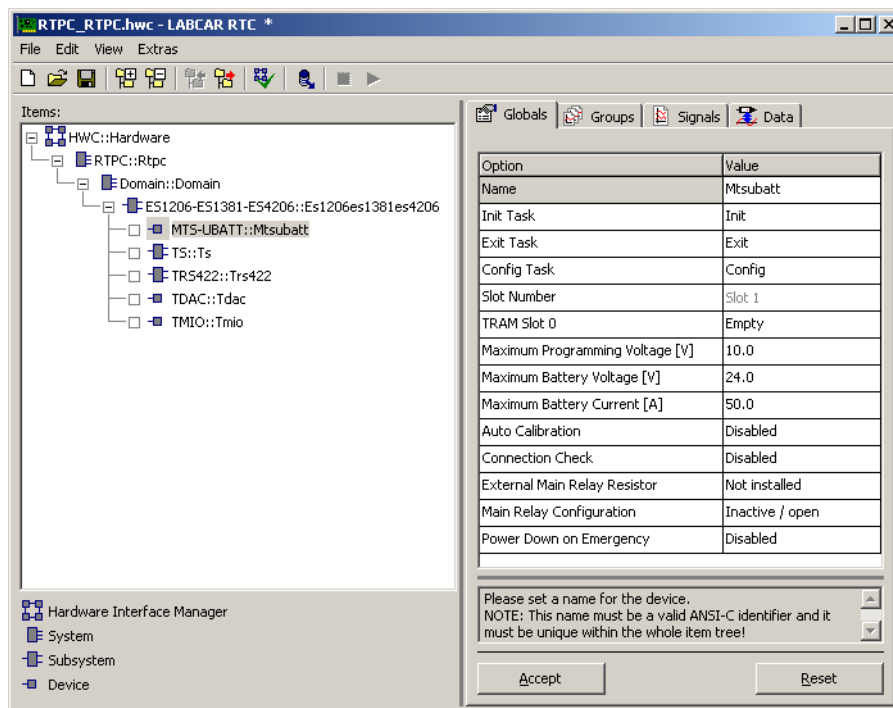 RTPC_RTPC.hwc - LABCAR RTC *
File Edit View Extras
Items:
HWC::Hardware
RTPC::Rtpc
Domain::Domain
ES1206-ES1381-ES4206::Es1206es1381es4206
MTS-UBATT::Mtsubatt
TS::Ts
TRS422::Trs422
TDAC::Tdac
TMIO::Tmio
Hardware Interface Manager
System
Subsystem
Device
Globals Groups Signals Data
Option Value
Name Mtsubatt
Init Task Init
Exit Task Exit
Config Task Config
Slot Number Slot 1
TRAM Slot 0 Empty
Maximum Programming Voltage [V] 10.0
Maximum Battery Voltage [V] 24.0
Maximum Battery Current [A] 50.0
Auto Calibration Disabled
Connection Check Disabled
External Main Relay Resistor Not installed
Main Relay Configuration Inactive / open
Power Down on Emergency Disabled
Please set a name for the device.
NOTE: This name must be a valid ANSI-C identifier and it
must be unique within the whole item tree!
Accept Reset